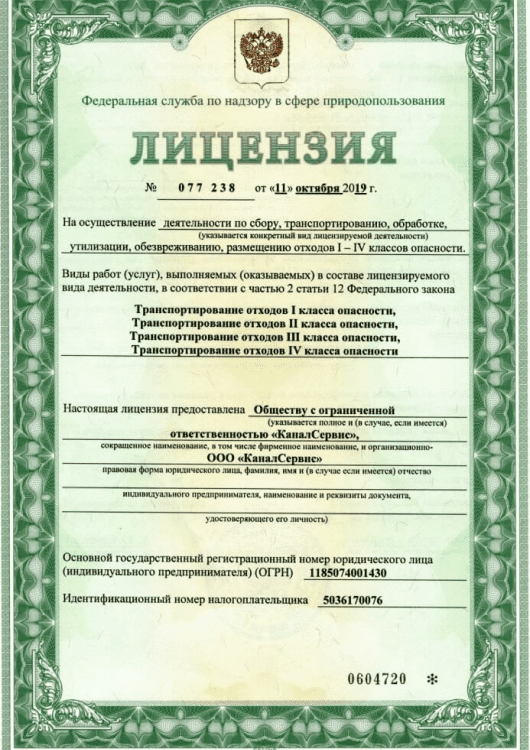 Федеральная служба по надзору в сфере природопользования
ЛИЦЕНЗИЯ
№ 077 238 от «11» октября 2019 г.
На осуществление деятельности по сбору, транспортированию, обработке,
(указывается конкретный вид лицензируемой деятельности)
утилизации, обезвреживанию, размещению отходов I – IV классов опасности.
Виды работ (услуг), выполняемых (оказываемых) в составе лицензируемого
вида деятельности, в соответствии с частью 2 статьи 12 Федерального закона
Транспортирование отходов I класса опасности,
Транспортирование отходов II класса опасности,
Транспортирование отходов III класса опасности,
Транспортирование отходов IV класса опасности
Настоящая лицензия предоставлена Обществу с ограниченной
(указывается полное и (в случае, если имеется)
ответственностью «КаналСервис»,
сокращенное наименование, в том числе фирменное наименование, и организационно-
ООО «КаналСервис»
правовая форма юридического лица, фамилия, имя и (в случае если имеется) отчество
индивидуального предпринимателя, наименование и реквизиты документа,
удостоверяющего его личность)
Основной государственный регистрационный номер юридического лица
(индивидуального предпринимателя) (ОГРН) 1185074001430
Идентификационный номер налогоплательщика 5036170076
0604720 *